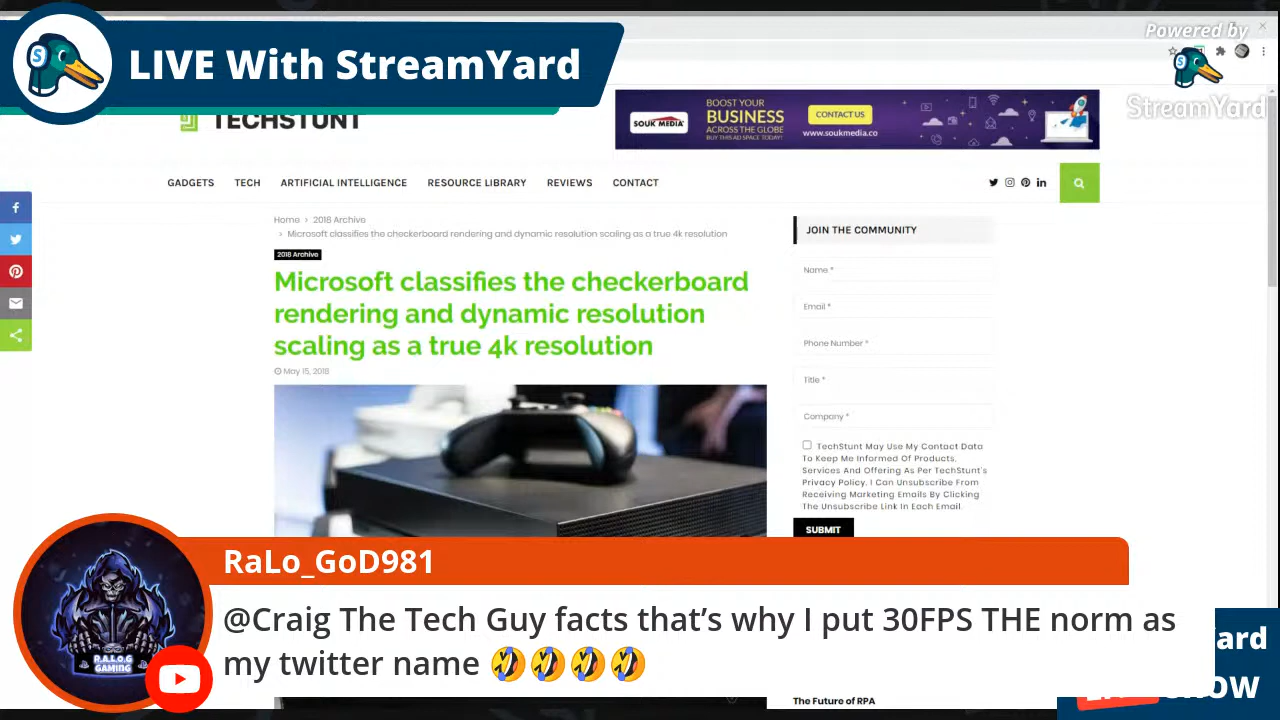 LIVE With StreamYard
Powered by
StreamYard
TECHSTUNT
SOUK MEDIA
BOOST YOUR
BUSINESS
ACROSS THE GLOBE
BUY THIS AD SPACE TODAY!
CONTACT US
www.soukmedia.co
GADGETS TECH ARTIFICIAL INTELLIGENCE RESOURCE LIBRARY REVIEWS CONTACT
Home › 2018 Archive
› Microsoft classifies the checkerboard rendering and dynamic resolution scaling as a true 4k resolution
2018 Archive
Microsoft classifies the checkerboard
rendering and dynamic resolution
scaling as a true 4k resolution
May 15, 2018
JOIN THE COMMUNITY
Name *
Email *
Phone Number *
Title *
Company *
TechStunt May Use My Contact Data
To Keep Me Informed Of Products,
Services And Offering As Per TechStunt's
Privacy Policy. I Can Unsubscribe From
Receiving Marketing Emails By Clicking
The Unsubscribe Link In Each Email.
SUBMIT
RaLo_GoD981
@Craig The Tech Guy facts that's why I put 30FPS THE norm as
my twitter name 🤣🤣🤣🤣
R.A.L.O.G
GAMING
The Future of RPA